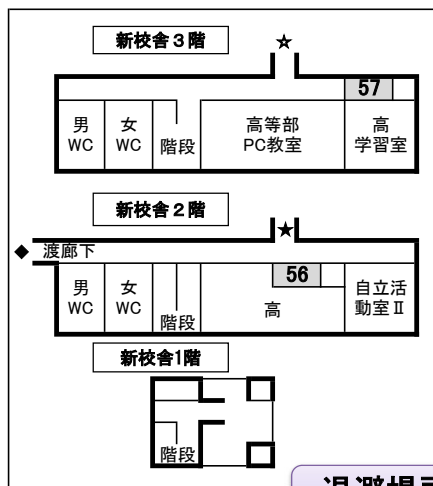 新校舎3階
☆
57
男
WC
女
WC
階段
高等部
PC教室
高
学習室
新校舎2階
★
◆ 渡廊下
56
男
WC
女
WC
階段
高
自立活
動室Ⅱ
新校舎1階
階段